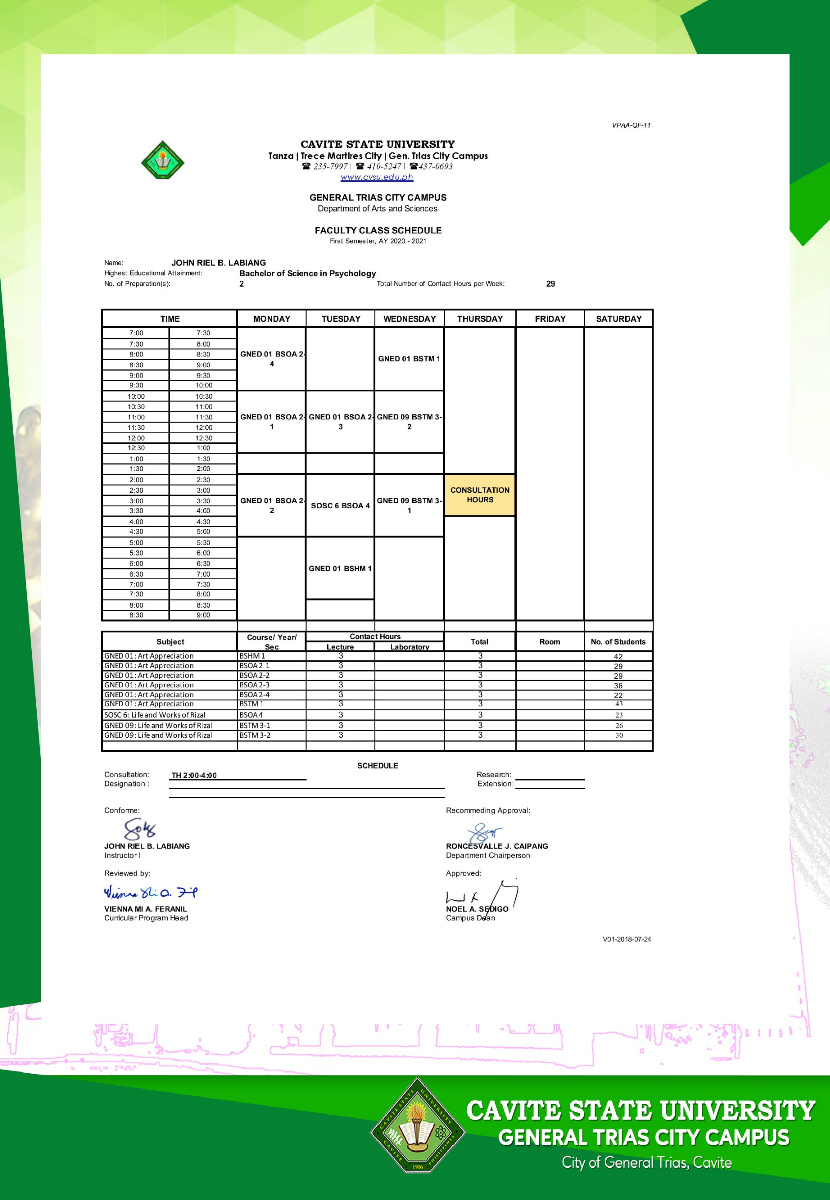 VPAA-QF-11
CAVITE STATE UNIVERSITY
Tanza | Trece Martires City | Gen. Trias City Campus
☎ 235-7997 | ☎ 410-5247 | ☎437-0693
www.cvsu.edu.ph
GENERAL TRIAS CITY CAMPUS
Department of Arts and Sciences
FACULTY CLASS SCHEDULE
First Semester, AY 2020 - 2021
Name: JOHN RIEL B. LABIANG
Highest Educational Attainment: Bachelor of Science in Psychology
No. of Preparation(s): 2 Total Number of Contact Hours per Week: 29
TIME MONDAY TUESDAY WEDNESDAY THURSDAY FRIDAY SATURDAY
7:00 7:30
7:30 8:00
8:00 8:30
8:30 9:00
9:00 9:30
9:30 10:00
GNED 01 BSOA 2-
4
GNED 01 BSTM 1
10:00 10:30
10:30 11:00
11:00 11:30
11:30 12:00
12:00 12:30
12:30 1:00
GNED 01 BSOA 2- GNED 01 BSOA 2- GNED 09 BSTM 3-
1 3 2
1:00 1:30
1:30 2:00
2:00 2:30
2:30 3:00
3:00 3:30
3:30 4:00
4:00 4:30
4:30 5:00
GNED 01 BSOA 2-
2
SOSC 6 BSOA 4
GNED 09 BSTM 3-
1
CONSULTATION
HOURS
5:00 5:30
5:30 6:00
6:00 6:30
6:30 7:00
7:00 7:30
7:30 8:00
GNED 01 BSHM 1
8:00 8:30
8:30 9:00
Subject Course/ Year/ Sec Contact Hours Total Room No. of Students
Lecture Laboratory
GNED 01: Art Appreciation BSHM 1 3 3 42
GNED 01: Art Appreciation BSOA 2-1 3 3 29
GNED 01: Art Appreciation BSOA 2-2 3 3 29
GNED 01: Art Appreciation BSOA 2-3 3 3 36
GNED 01: Art Appreciation BSOA 2-4 3 3 22
GNED 01: Art Appreciation BSTM 1 3 3 43
SOSC 6: Life and Works of Rizal BSOA 4 3 3 23
GNED 09: Life and Works of Rizal BSTM 3-1 3 3 26
GNED 09: Life and Works of Rizal BSTM 3-2 3 3 30
SCHEDULE
Consultation: TH 2:00-4:00 Research:
Designation : Extension:
Conforme: Recommeding Approval:
JOHN RIEL B. LABIANG RONCESVALLE J. CAIPANG
Instructor I Department Chairperson
Reviewed by: Approved:
VIENNA MI A. FERANIL NOEL A. SEDIGO
Curricular Program Head Campus Dean
V01-2018-07-24
CAVITE STATE UNIVERSITY
GENERAL TRIAS CITY CAMPUS
City of General Trias, Cavite
1906